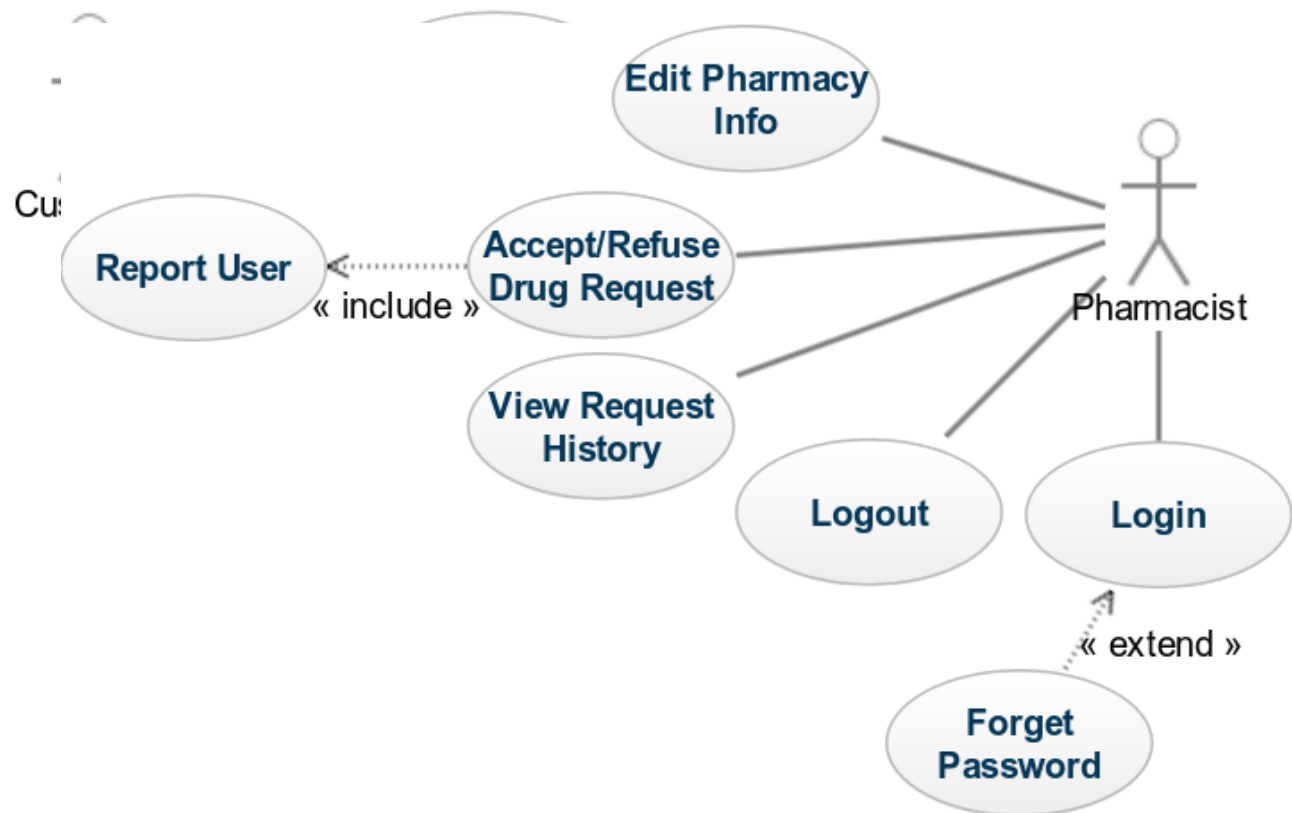 Edit Pharmacy
Info
Cus
Report User
« include »
Accept/Refuse
Drug Request
Pharmacist
View Request
History
Logout
Login
« extend »
Forget
Password